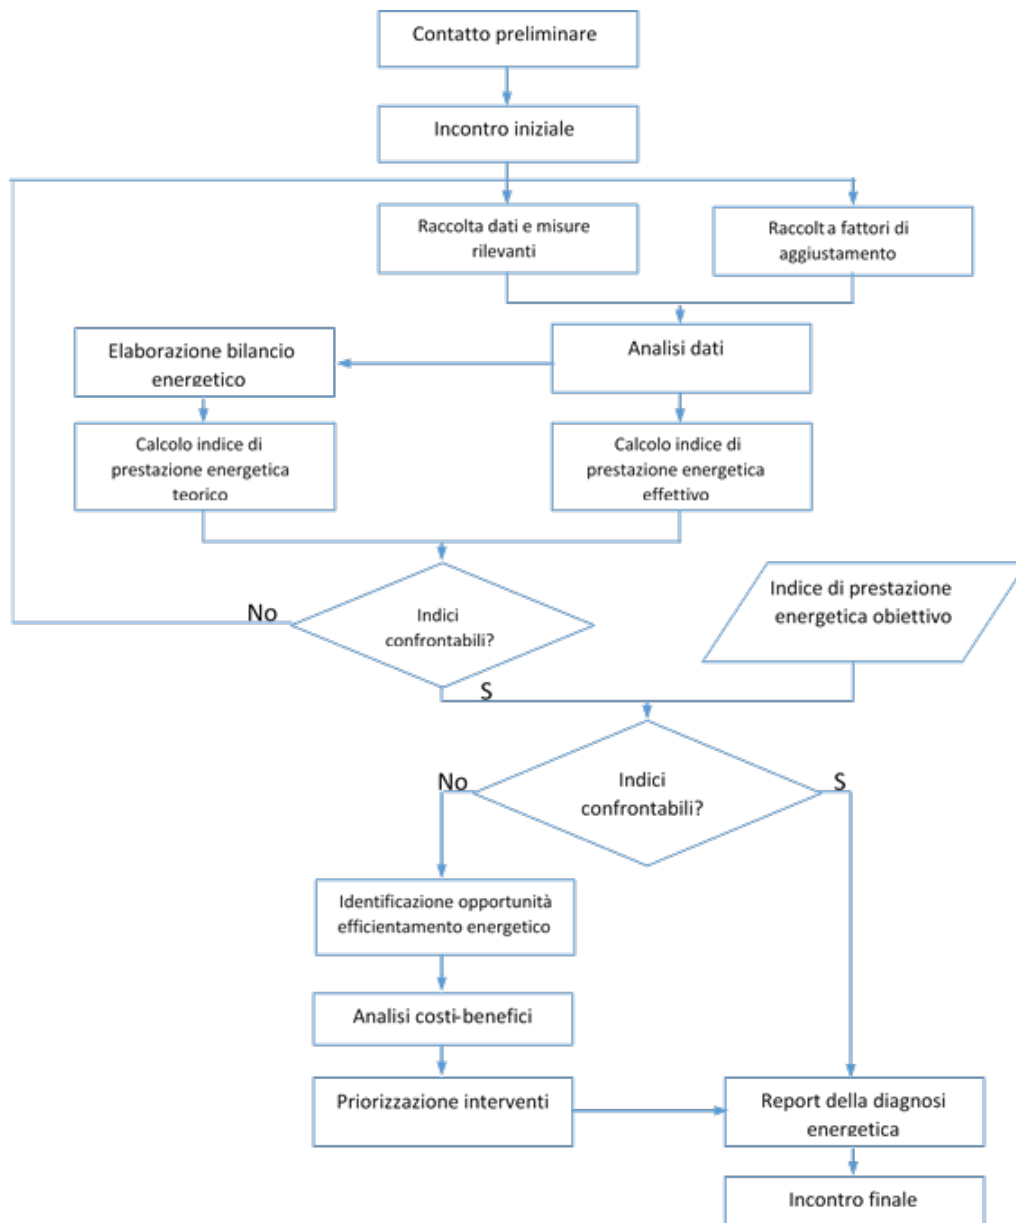 Contatto preliminare
Incontro iniziale
Raccolta dati e misure
rilevanti
Raccolt a fattori di
aggiustamento
Analisi dati
Elaborazione bilancio
energetico
Calcolo indice di
prestazione energetica
teorico
Calcolo indice di
prestazione energetica
effettivo
Indici
confrontabili?
No
Indice di prestazione
energetica obiettivo
S
Indici
confrontabili?
No
S
Identificazione opportunità
efficientamento energetico
Analisi costi-benefici
Priorizzazione interventi
Report della diagnosi
energetica
Incontro finale